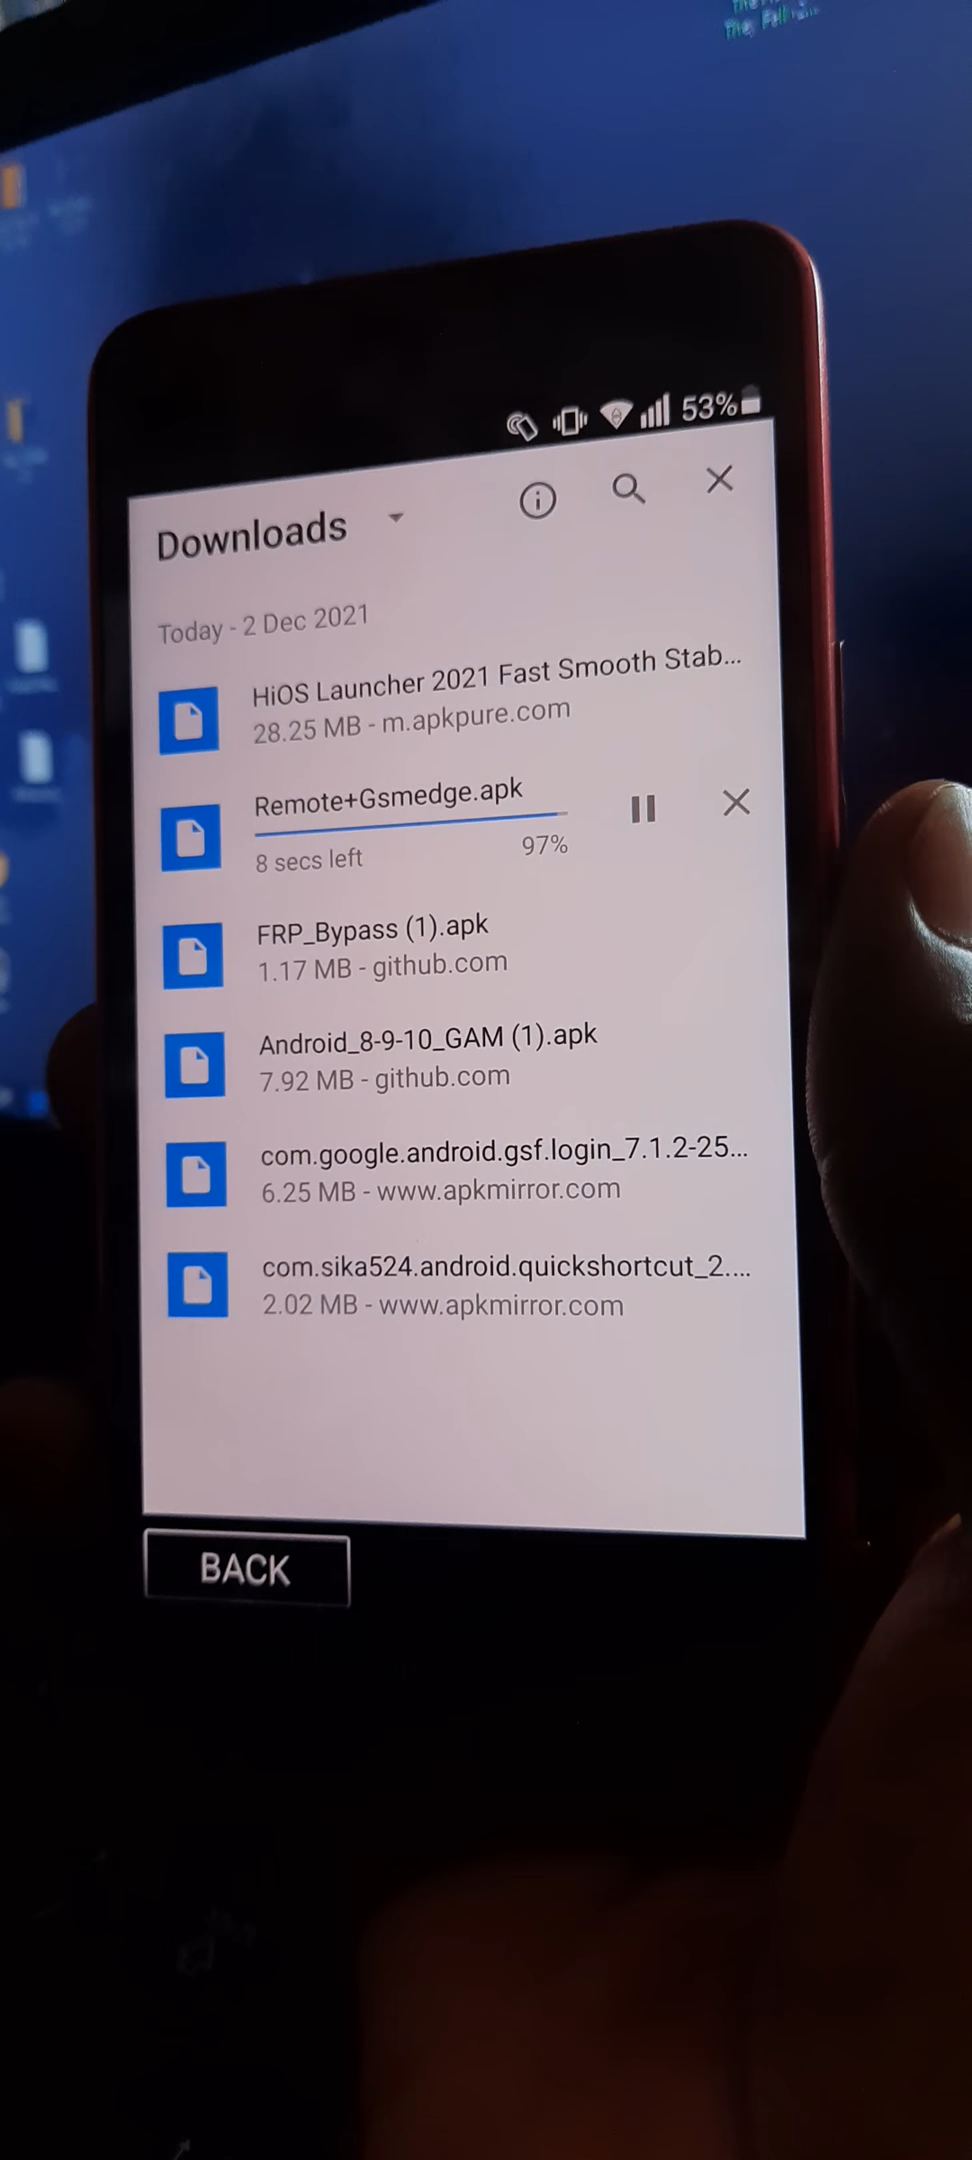 53%
Downloads
Today - 2 Dec 2021
HiOS Launcher 2021 Fast Smooth Stab...
28.25 MB - m.apkpure.com
Remote+Gsmedge.apk
8 secs left
97%
FRP_Bypass (1).apk
1.17 MB - github.com
Android_8-9-10_GAM (1).apk
7.92 MB - github.com
com.google.android.gsf.login_7.1.2-25...
6.25 MB - www.apkmirror.com
com.sika524.android.quickshortcut_2....
2.02 MB - www.apkmirror.com
BACK